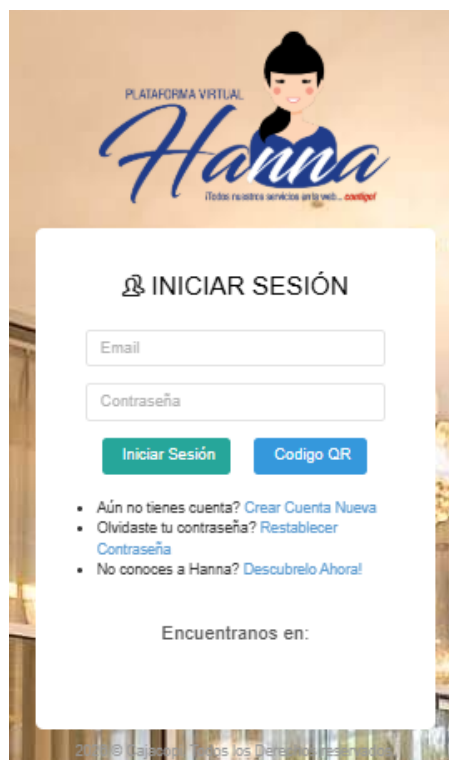 PLATAFORMA VIRTUAL
Hanna
¡Todos nuestros servicios en la web... contigo!
INICIAR SESIÓN
Email
Contraseña
Iniciar Sesión
Codigo QR
Aún no tienes cuenta? Crear Cuenta Nueva
Olvidaste tu contraseña? Restablecer
Contraseña
No conoces a Hanna? Descubrelo Ahora!
Encuentranos en:
© Cajacopi Todos los Derechos reservados